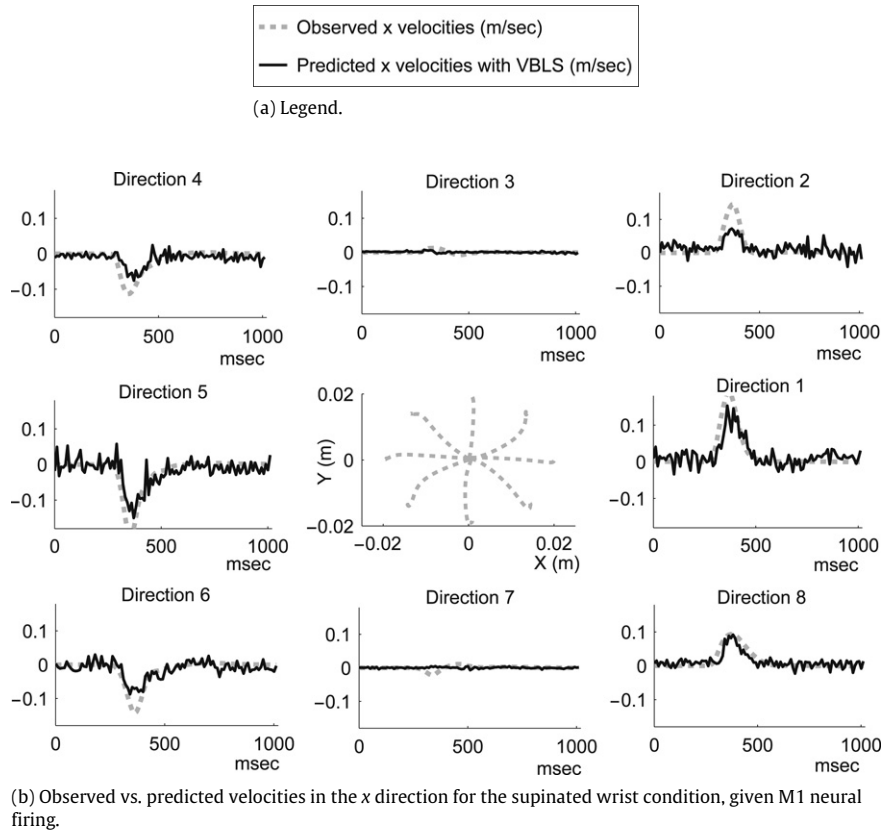 Observed x velocities (m/sec)
Predicted x velocities with VBLS (m/sec)
(a) Legend.
Direction 4
0.1
0
−0.1
0
500
1000
msec
Direction 3
0.1
0
−0.1
0
500
1000
msec
Direction 2
0.1
0
−0.1
0
500
1000
msec
Direction 5
0.1
0
−0.1
0
500
1000
msec
0.02
0
−0.02
Y (m)
−0.02
0
0.02
X (m)
Direction 1
0.1
0
−0.1
0
500
1000
msec
Direction 6
0.1
0
−0.1
0
500
1000
msec
Direction 7
0.1
0
−0.1
0
500
1000
msec
Direction 8
0.1
0
−0.1
0
500
1000
msec
(b) Observed vs. predicted velocities in the x direction for the supinated wrist condition, given M1 neural
firing.